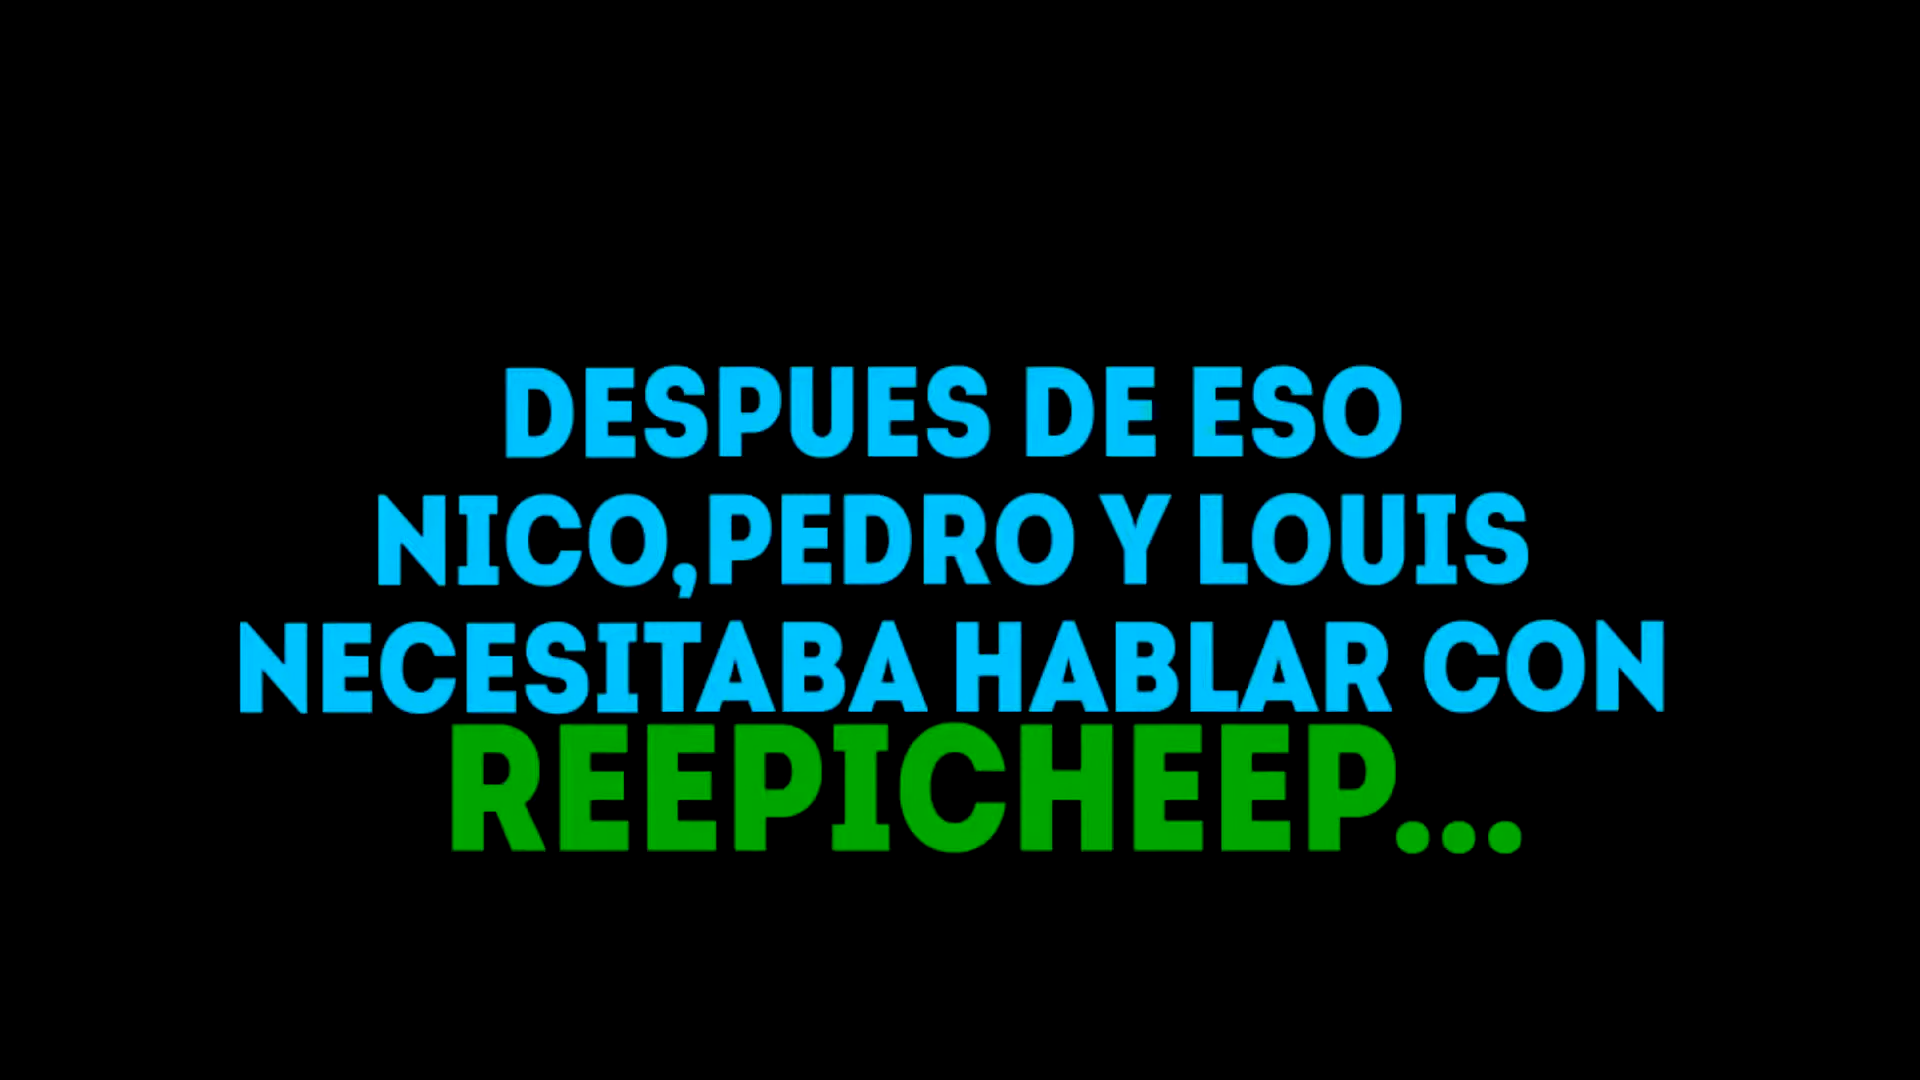 DESPUES DE ESO
NICO,PEDRO Y LOUIS
NECESITABA HABLAR CON
REEPICHEEP...